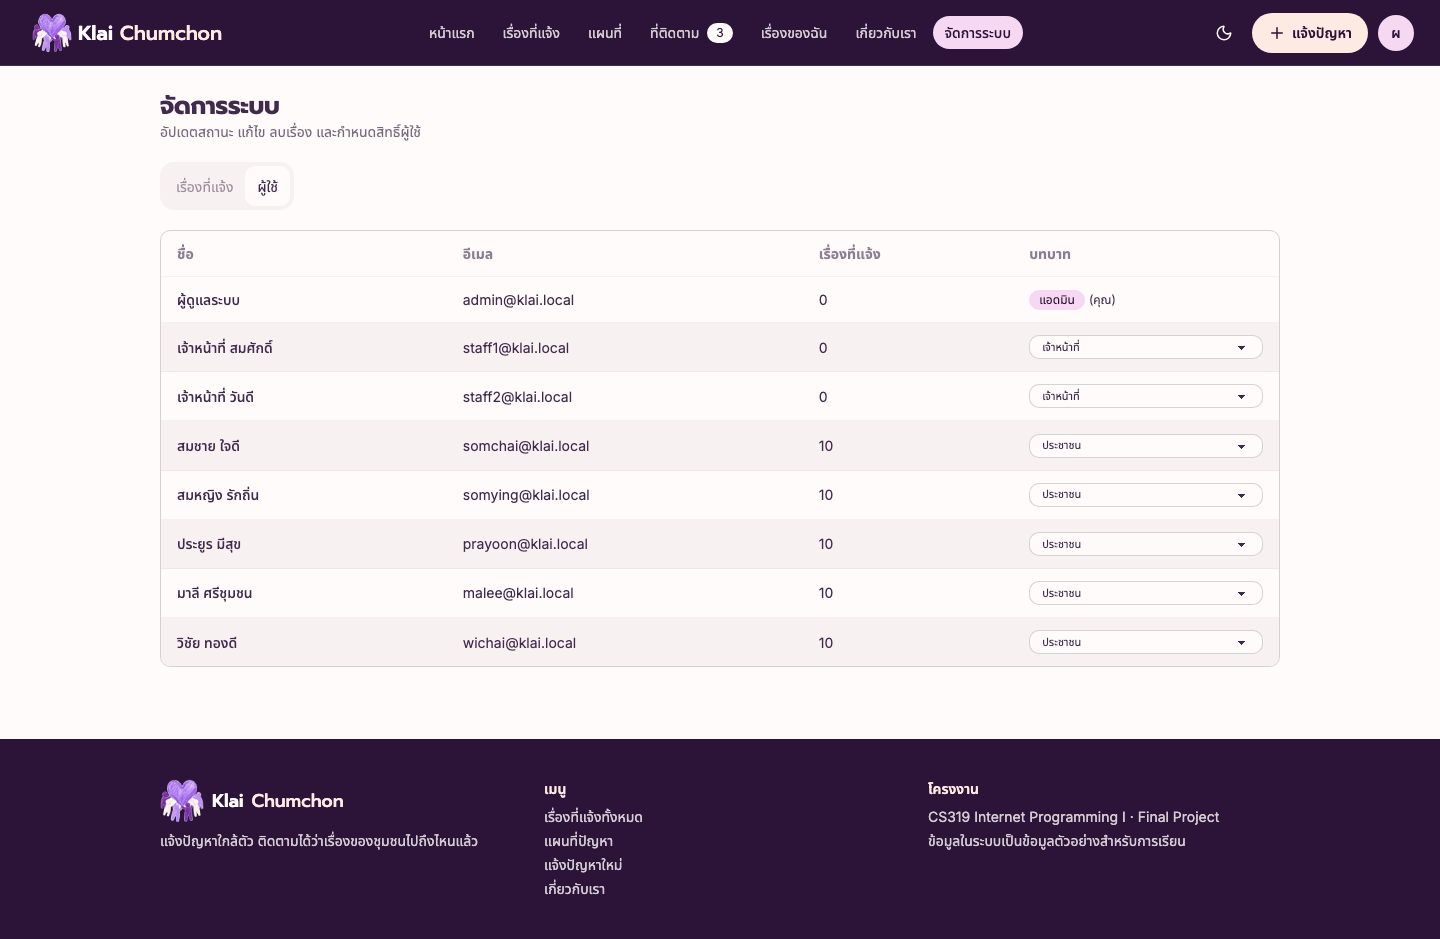 Klai Chumchon
หน้าแรก เรื่องที่แจ้ง แผนที่ ที่ติดตาม 3 เรื่องของฉัน เกี่ยวกับเรา จัดการระบบ
+ แจ้งปัญหา ผ
จัดการระบบ
อัปเดตสถานะ แก้ไข ลบเรื่อง และกำหนดสิทธิ์ผู้ใช้
เรื่องที่แจ้ง ผู้ใช้
ชื่อ อีเมล เรื่องที่แจ้ง บทบาท
ผู้ดูแลระบบ admin@klai.local 0 แอดมิน (คุณ)
เจ้าหน้าที่ สมศักดิ์ staff1@klai.local 0 เจ้าหน้าที่
เจ้าหน้าที่ วันดี staff2@klai.local 0 เจ้าหน้าที่
สมชาย ใจดี somchai@klai.local 10 ประชาชน
สมหญิง รักถิ่น somying@klai.local 10 ประชาชน
ประยูร มีสุข prayoon@klai.local 10 ประชาชน
มาลี ศรีชุมชน malee@klai.local 10 ประชาชน
วิชัย ทองดี wichai@klai.local 10 ประชาชน
Klai Chumchon
แจ้งปัญหาใกล้ตัว ติดตามได้ว่าเรื่องของชุมชนไปถึงไหนแล้ว
เมนู
เรื่องที่แจ้งทั้งหมด
แผนที่ปัญหา
แจ้งปัญหาใหม่
เกี่ยวกับเรา
โครงงาน
CS319 Internet Programming I · Final Project
ข้อมูลในระบบเป็นข้อมูลตัวอย่างสำหรับการเรียน